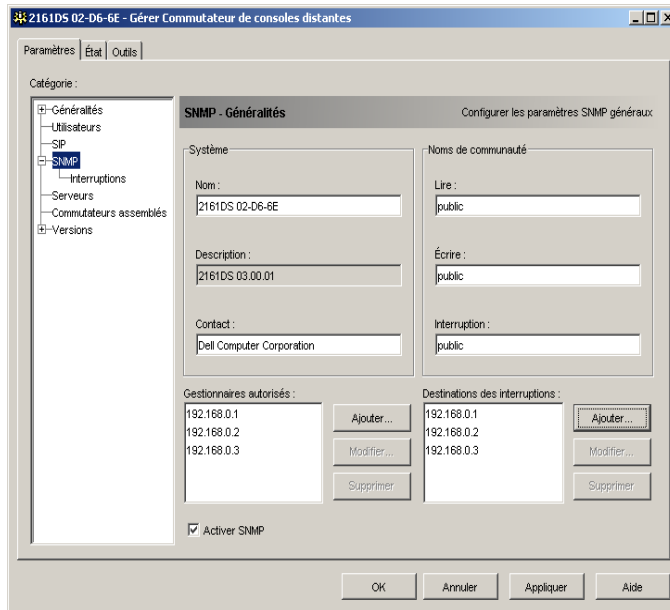 2161DS 02-D6-6E - Gérer Commutateur de consoles distantes
Paramètres État Outils
Catégorie :
Généralités
Utilisateurs
SIP
SNMP
Interruptions
Serveurs
Commutateurs assemblés
Versions
SNMP - Généralités Configurer les paramètres SNMP généraux
Système
Nom :
2161DS 02-D6-6E
Description :
2161DS 03.00.01
Contact :
Dell Computer Corporation
Noms de communauté
Lire :
public
Écrire :
public
Interruption :
public
Gestionnaires autorisés :
192.168.0.1
192.168.0.2
192.168.0.3
Ajouter...
Modifier...
Supprimer
Destinations des interruptions :
192.168.0.1
192.168.0.2
192.168.0.3
Ajouter...
Modifier...
Supprimer
Activer SNMP
OK Annuler Appliquer Aide